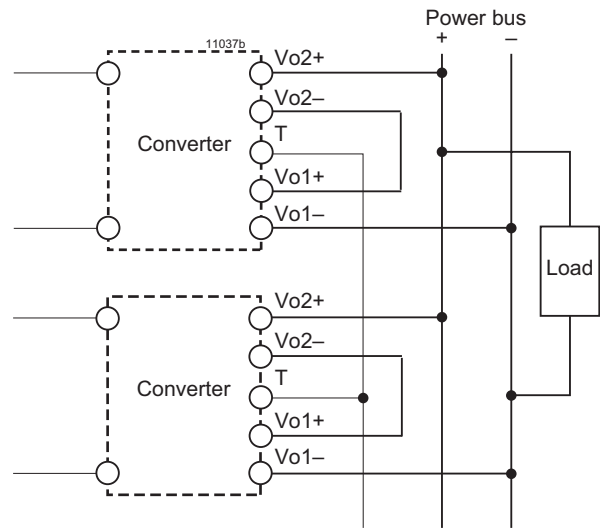 Power bus
+ –
11037b
Vo2+
Vo2–
T
Converter
Vo1+
Vo1–
Load
Vo2+
Vo2–
T
Converter
Vo1+
Vo1–